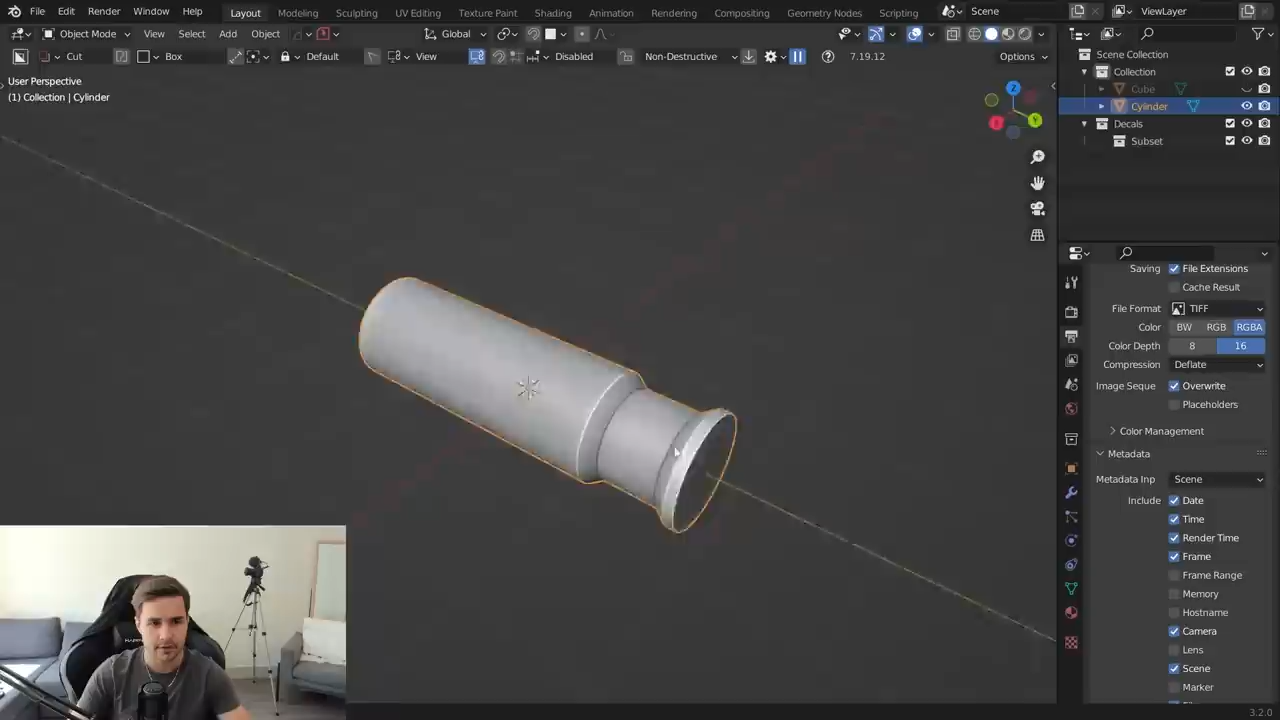 File Edit Render Window Help Layout Modeling Sculpting UV Editing Texture Paint Shading Animation Rendering Compositing Geometry Nodes Scripting Scene ViewLayer
Object Mode View Select Add Object Global
Cut Box Default View Disabled Non-Destructive 7.19.12 Options
User Perspective
(1) Collection | Cylinder
Z
Y
Scene Collection
Collection
Cube
Cylinder
Decals
Subset
Saving File Extensions
Cache Result
File Format TIFF
Color BW RGB RGBA
Color Depth 8 16
Compression Deflate
Image Seque Overwrite
Placeholders
Color Management
Metadata
Metadata Inp Scene
Include Date
Time
Render Time
Frame
Frame Range
Memory
Hostname
Camera
Lens
Scene
Marker
3.2.0